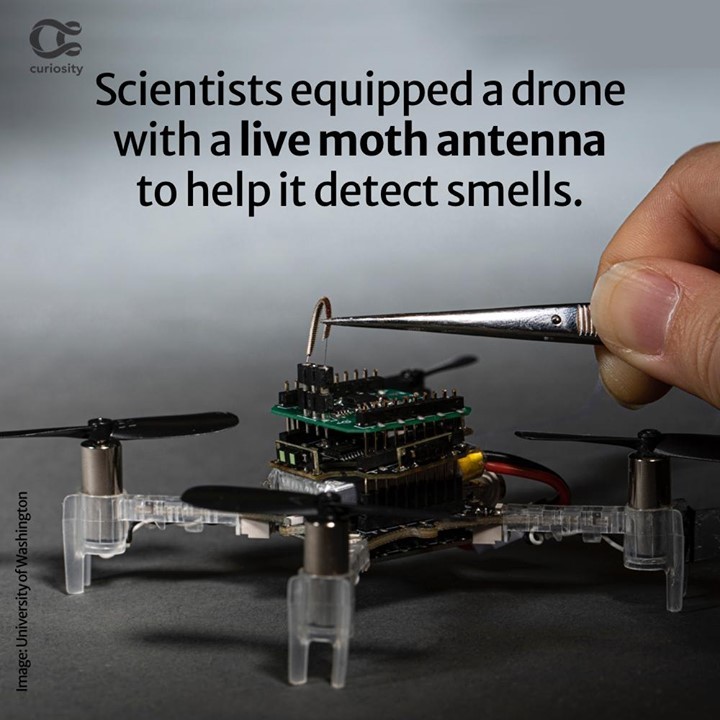 curiosity
Scientists equipped a drone
with a live moth antenna
to help it detect smells.
Image: University of Washington